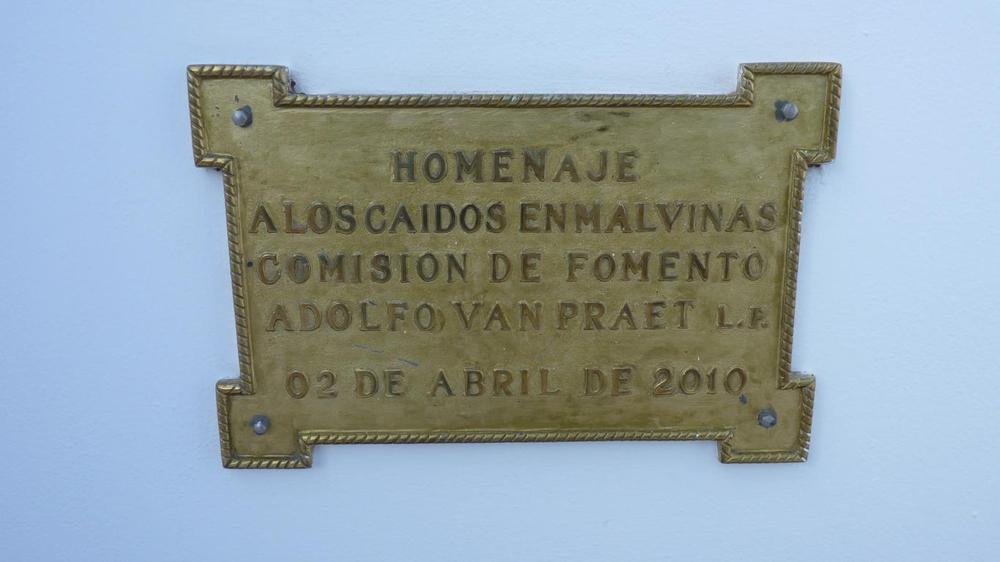 HOMENAJE
A LOS CAIDOS EN MALVINAS
COMISION DE FOMENTO
ADOLFO VAN PRAET L.P.
02 DE ABRIL DE 2010